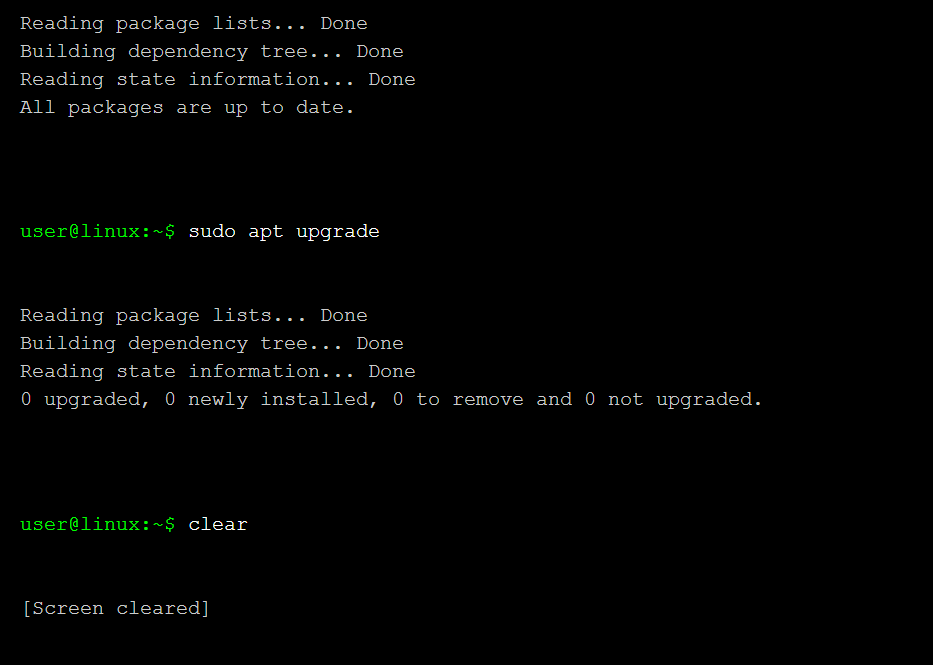 Reading package lists... Done
Building dependency tree... Done
Reading state information... Done
All packages are up to date.
user@linux:~$ sudo apt upgrade
Reading package lists... Done
Building dependency tree... Done
Reading state information... Done
0 upgraded, 0 newly installed, 0 to remove and 0 not upgraded.
user@linux:~$ clear
[Screen cleared]